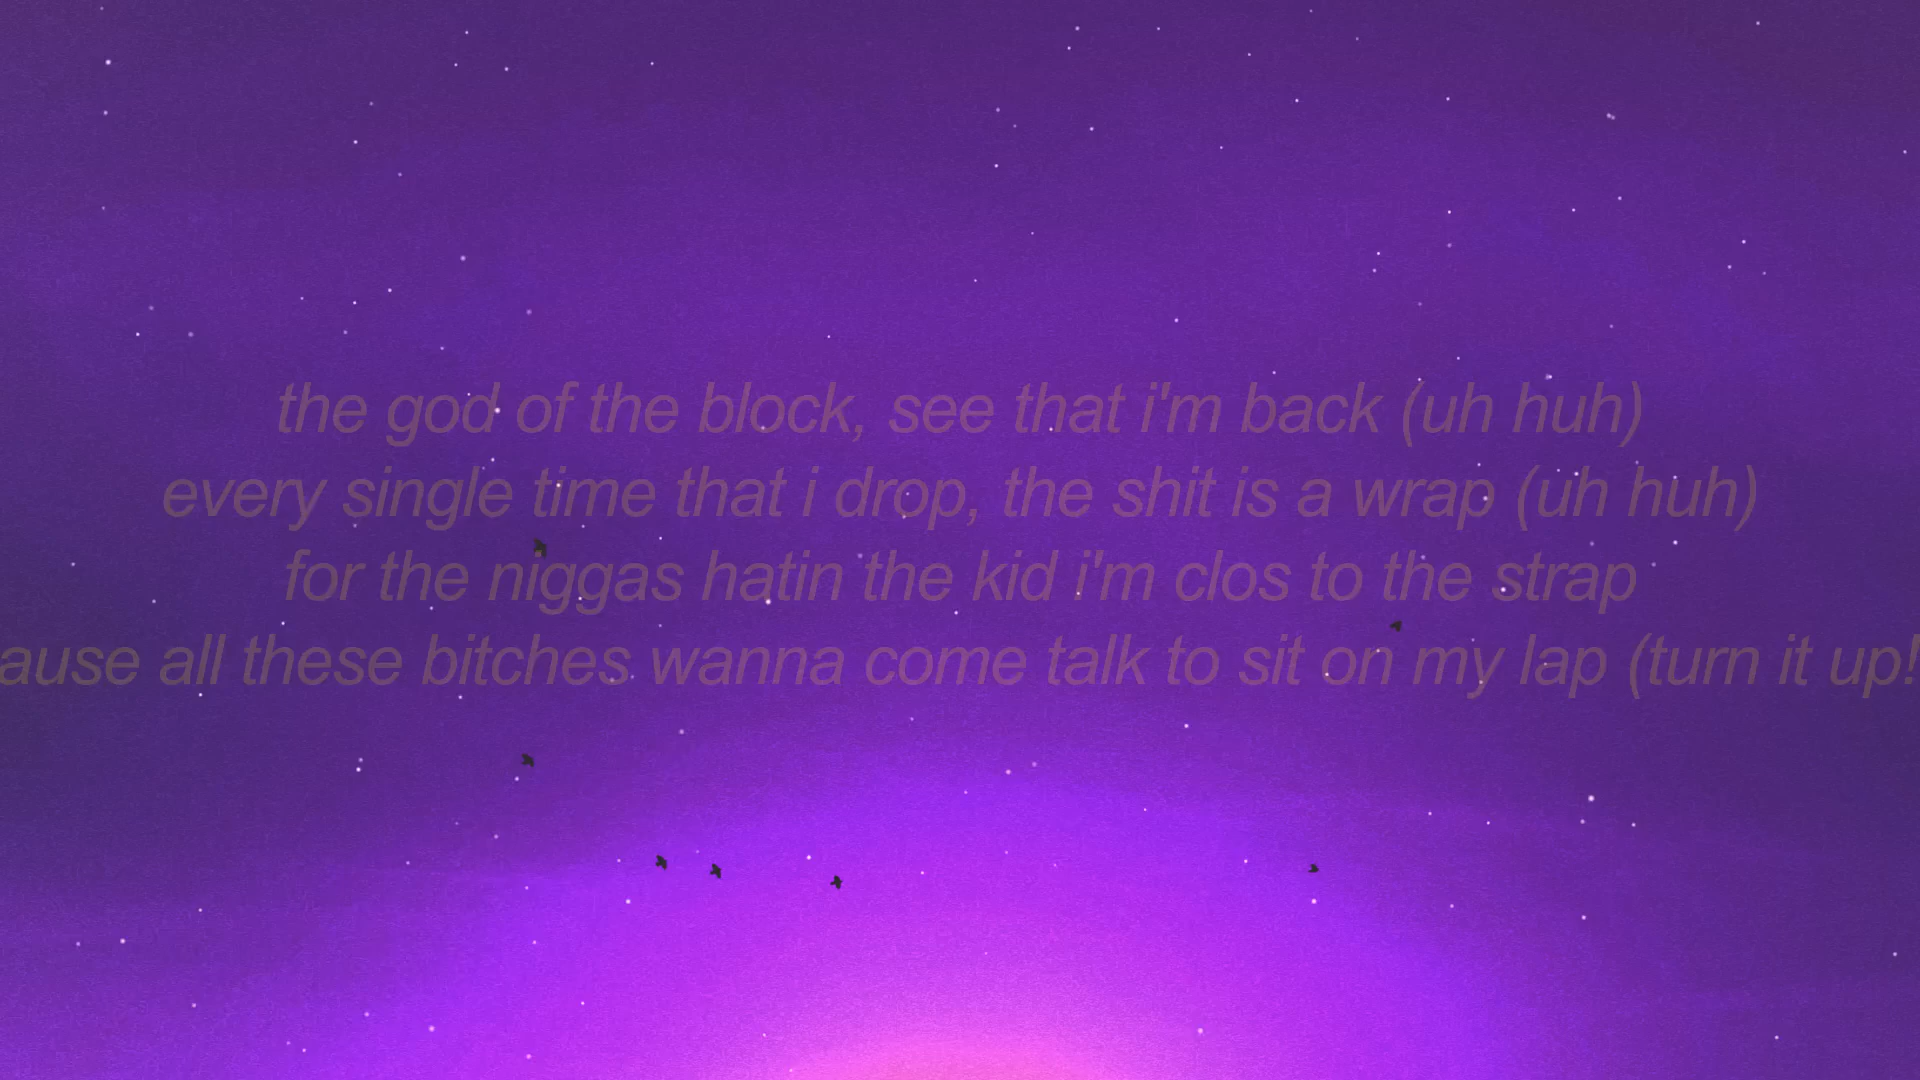 the god of the block, see that i'm back (uh huh)
every single time that i drop, the shit is a wrap (uh huh)
for the niggas hatin the kid i'm clos to the strap
ause all these bitches wanna come talk to sit on my lap (turn it up!